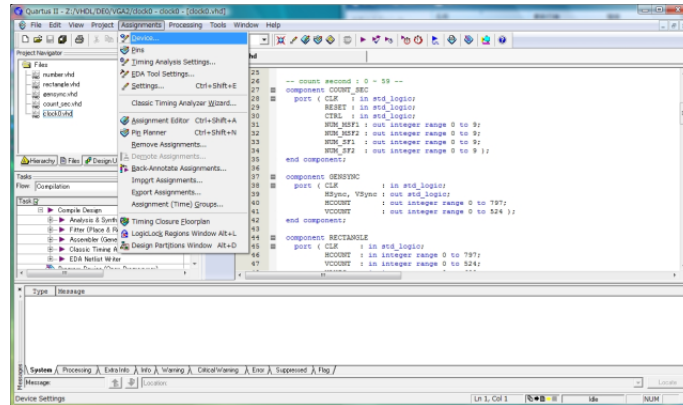 Quartus II - Z:/VHDL/DE0/VGA2/clock0 - clock0 - [clock0.vhd]
File Edit View Project Assignments Processing Tools Window Help
Project Navigator
Files
number.vhd
rectangle.vhd
gensync.vhd
count_sec.vhd
clock0.vhd
Hierarchy Files Design U
Tasks
Flow: Compilation
Task
Compile Design
Analysis & Synth
Fitter (Place & R
Assembler (Gene
Classic Timing A
EDA Netlist Writer
Device...
Pins
Timing Analysis Settings...
EDA Tool Settings...
Settings... Ctrl+Shift+E
Classic Timing Analyzer Wizard...
Assignment Editor Ctrl+Shift+A
Pin Planner Ctrl+Shift+N
Remove Assignments...
Demote Assignments...
Back-Annotate Assignments...
Import Assignments...
Export Assignments...
Assignment (Time) Groups...
Timing Closure Floorplan
LogicLock Regions Window Alt+L
Design Partitions Window Alt+D
hd
25
26 -- count second : 0 - 59 --
27 component COUNT_SEC
28 port ( CLK : in std_logic;
29 RESET : in std_logic;
30 CTRL : in std_logic;
31 NUM_MSF1 : out integer range 0 to 9;
32 NUM_MSF2 : out integer range 0 to 9;
33 NUM_SF1 : out integer range 0 to 9;
34 NUM_SF2 : out integer range 0 to 9 );
35 end component;
36
37 component GENSYNC
38 port ( CLK : in std_logic;
39 HSync, VSync : out std_logic;
40 HCOUNT : out integer range 0 to 797;
41 VCOUNT : out integer range 0 to 524 );
42 end component;
43
44 component RECTANGLE
45 port ( CLK : in std_logic;
46 HCOUNT : in integer range 0 to 797;
47 VCOUNT : in integer range 0 to 524;
Type Message
System Processing Extra Info Info Warning Critical Warning Error Suppressed Flag
Messages
Message: Location: Locate
Device Settings Ln 1, Col 1 Idle NUM